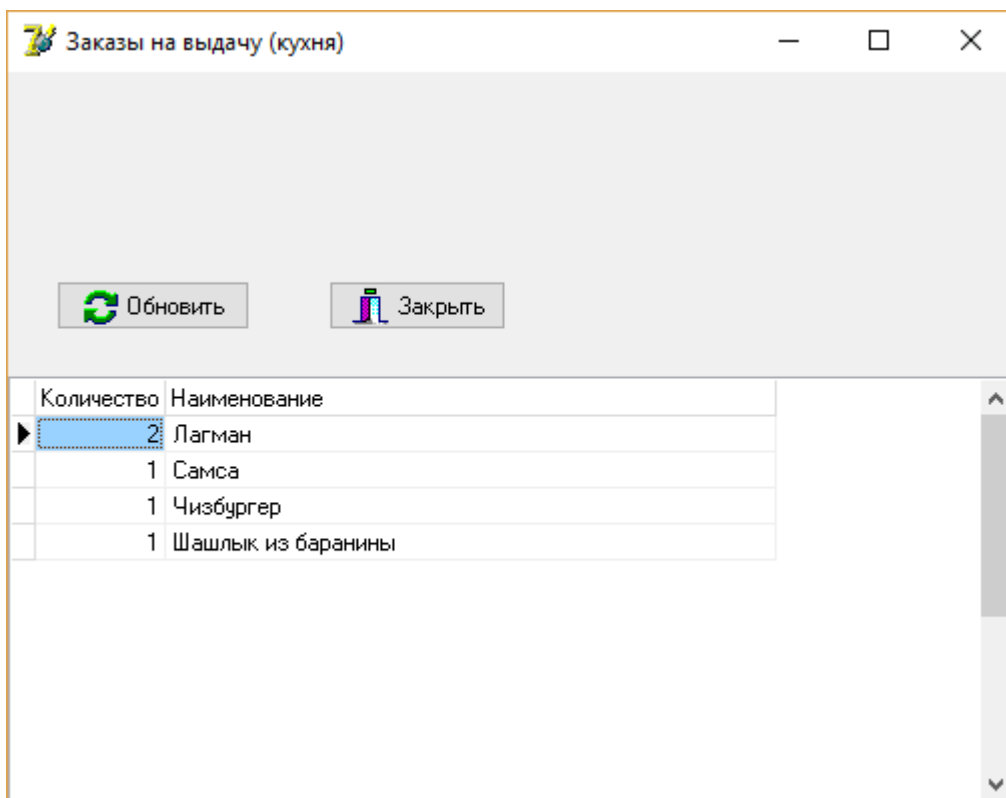 Заказы на выдачу (кухня)
Обновить Закрыть
Количество Наименование
2 Лагман
1 Самса
1 Чизбургер
1 Шашлык из баранины